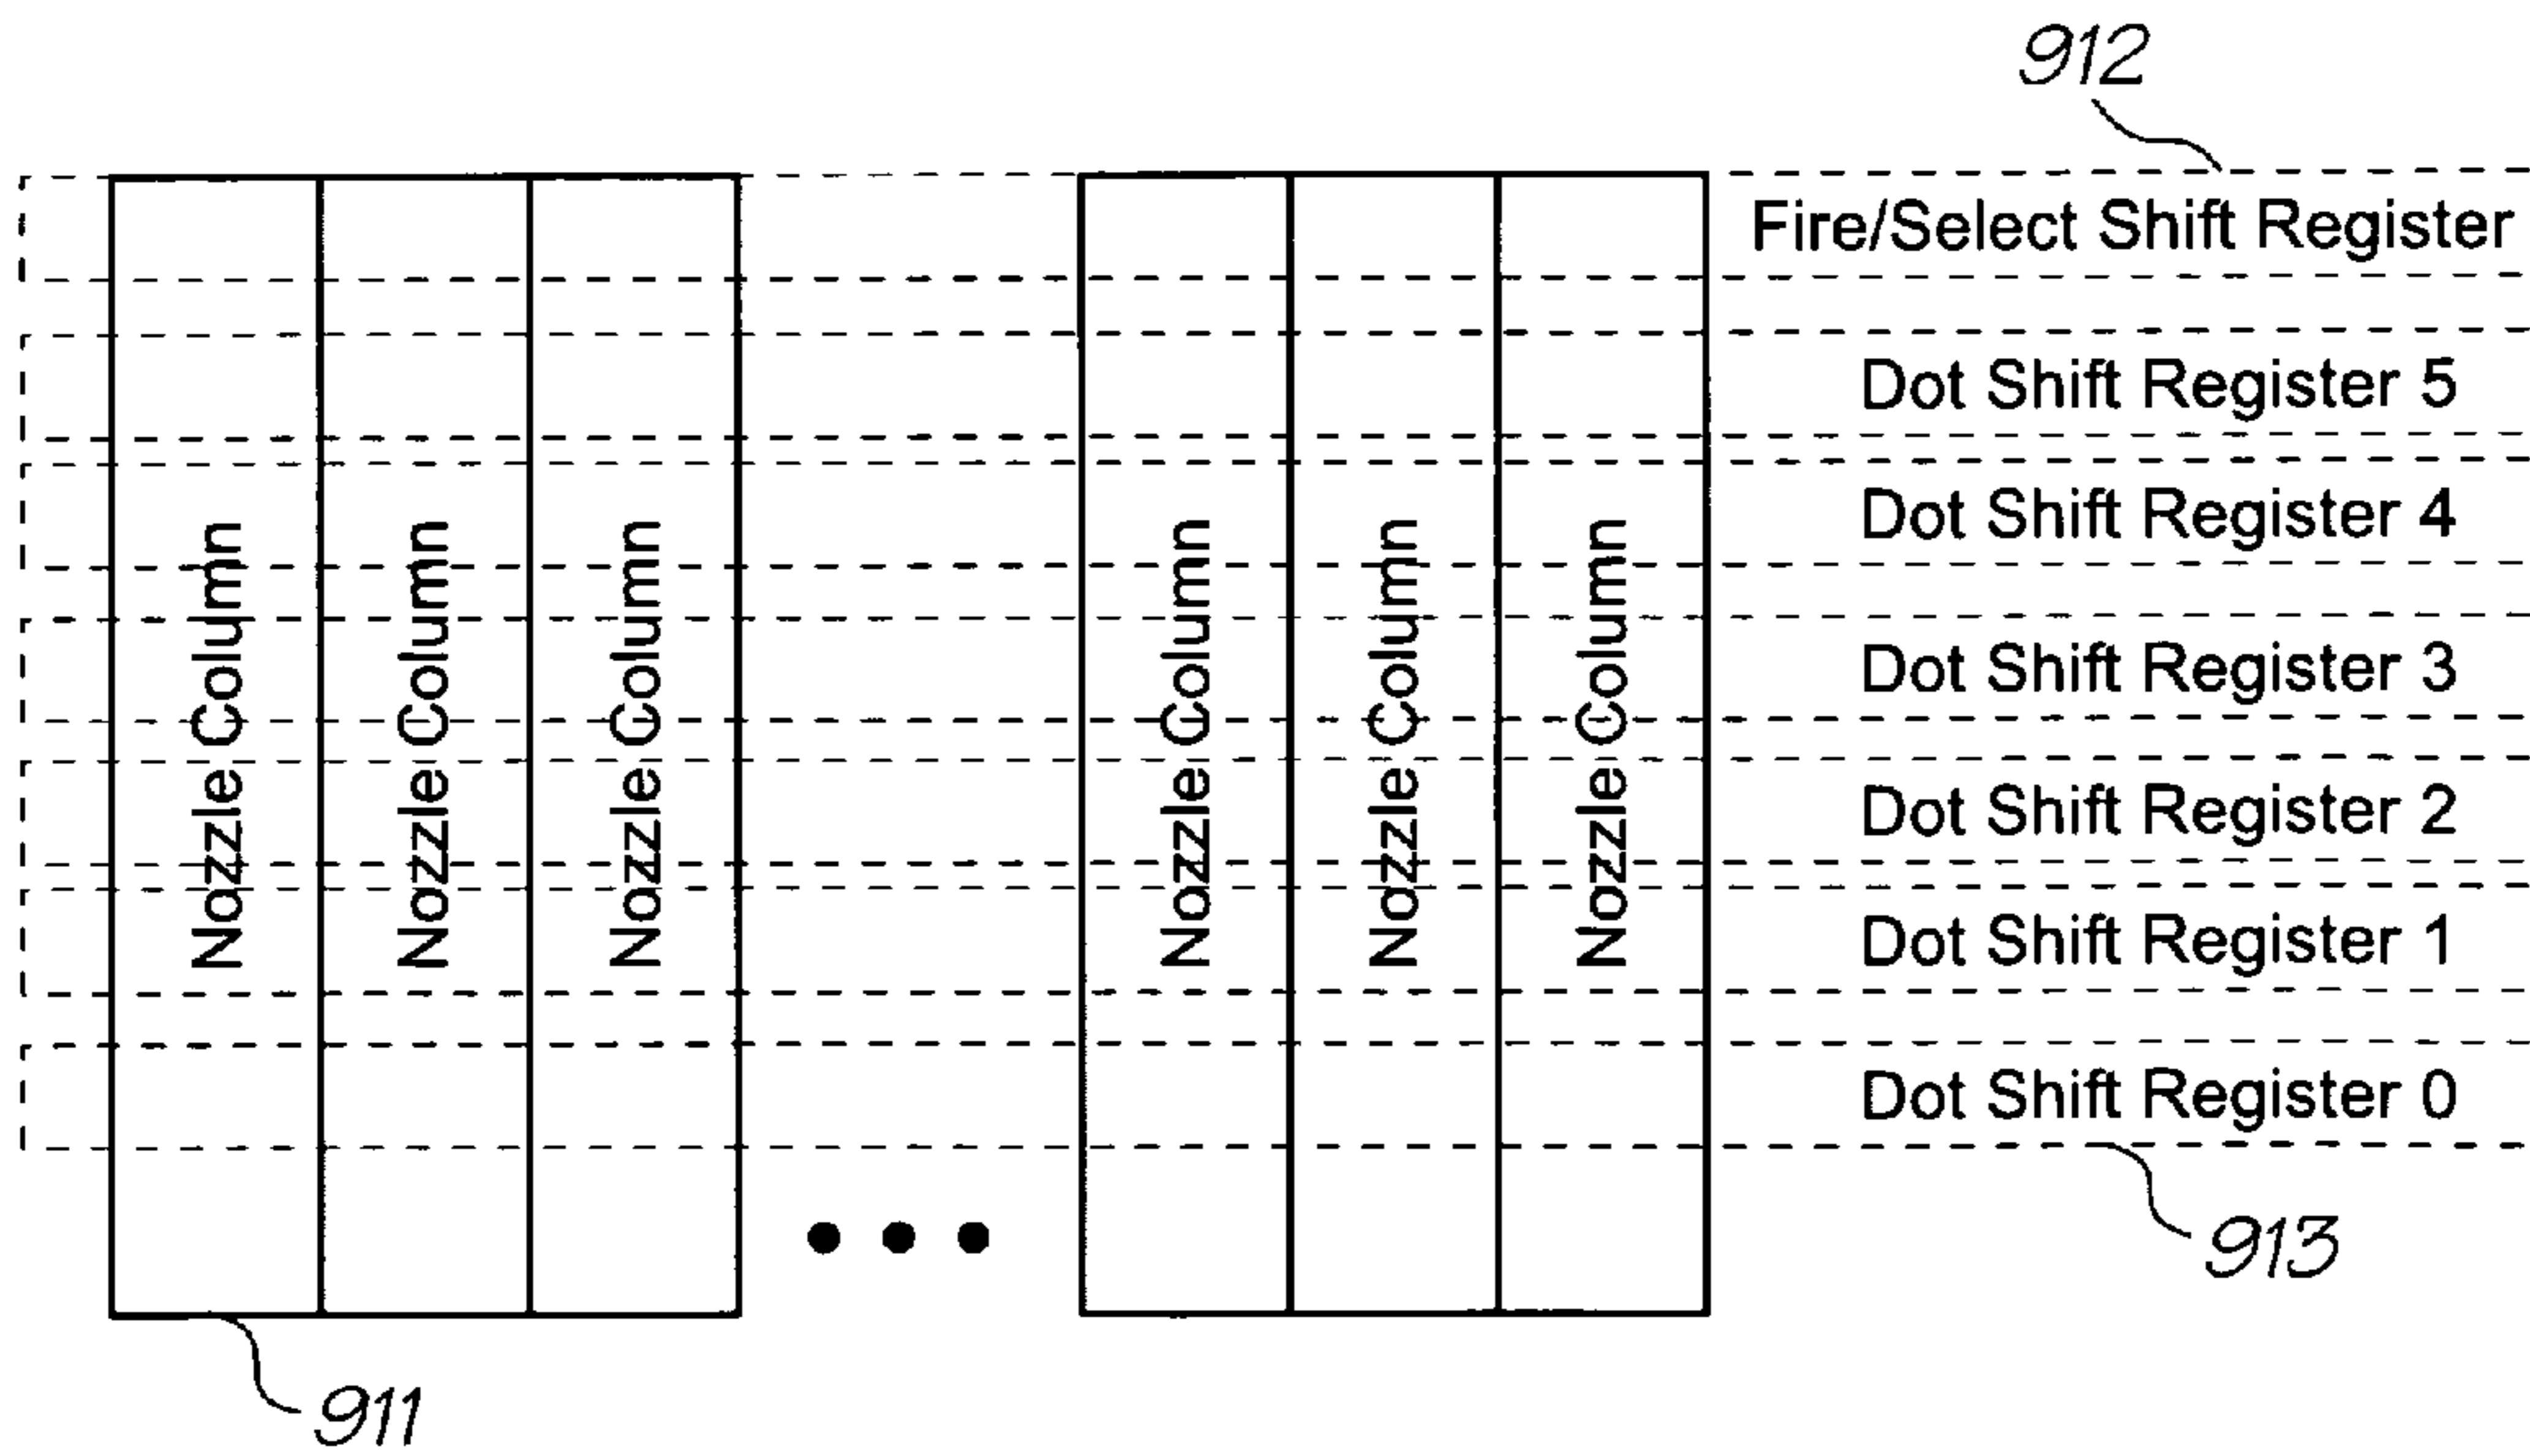 912
Fire/Select Shift Register
Dot Shift Register 5
Dot Shift Register 4
Dot Shift Register 3
Dot Shift Register 2
Dot Shift Register 1
Dot Shift Register 0
Nozzle Column
Nozzle Column
Nozzle Column
Nozzle Column
Nozzle Column
Nozzle Column
913
911